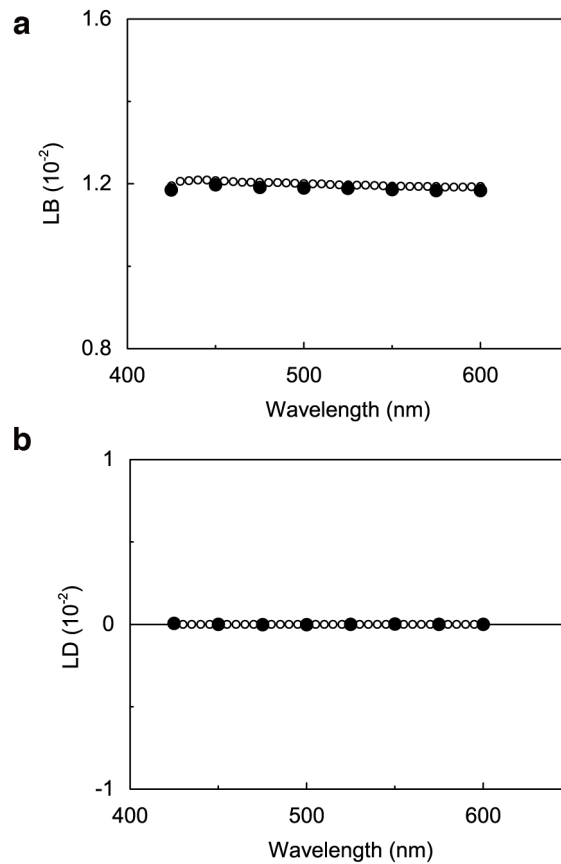 a
1.6
1.2
0.8
LB (10⁻²)
400
500
600
Wavelength (nm)
b
1
0
-1
LD (10⁻²)
400
500
600
Wavelength (nm)